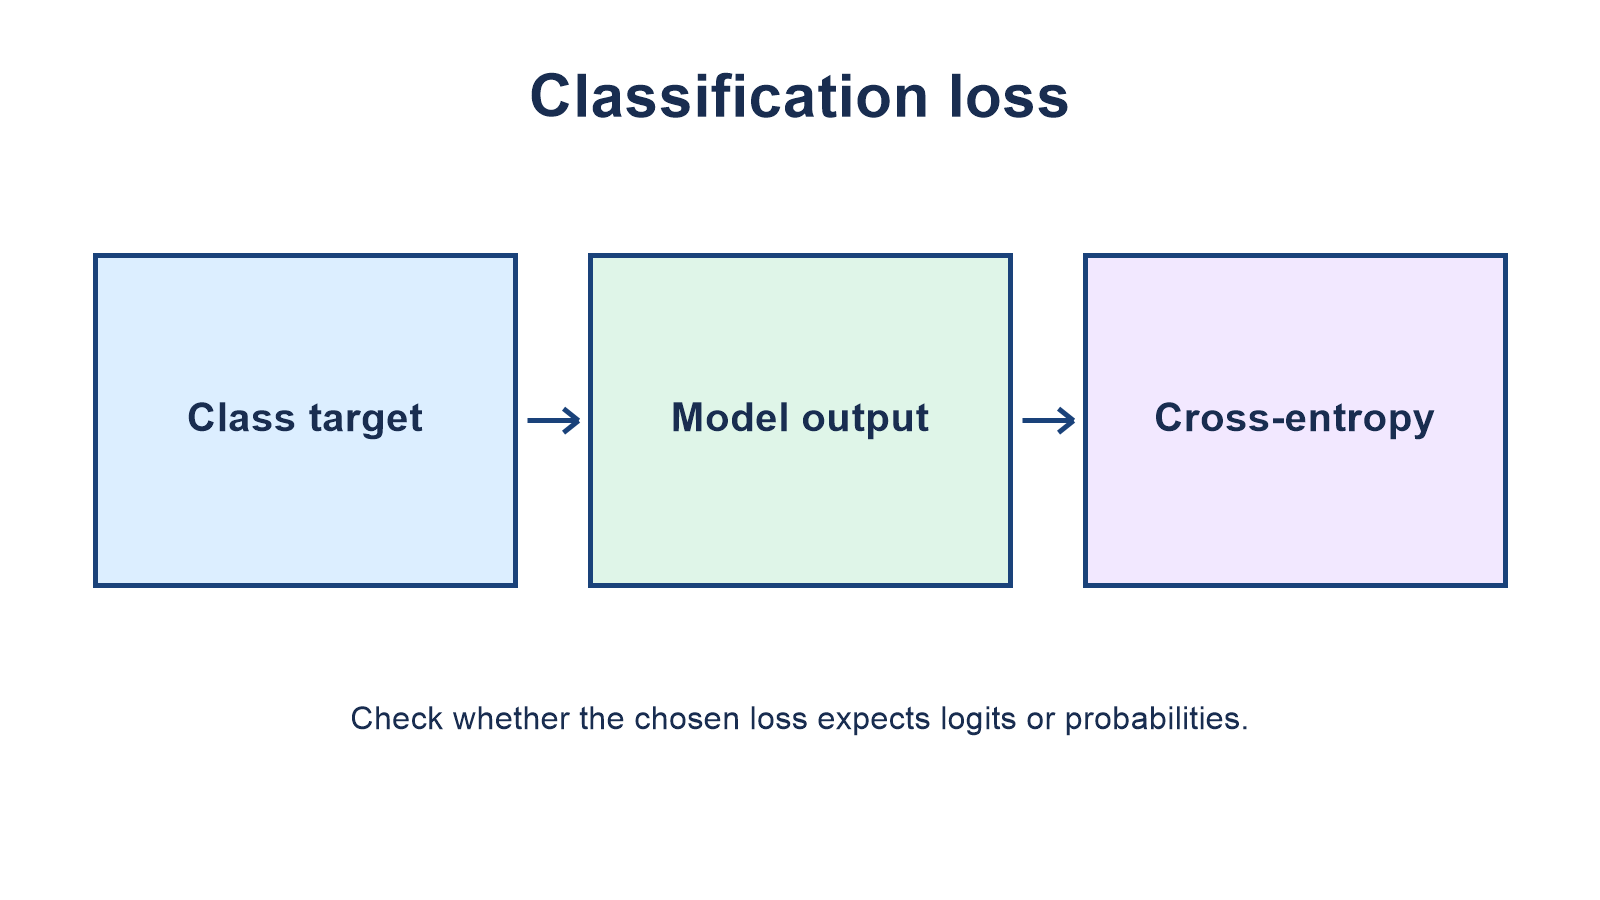 Classification loss
Class target
Model output
Cross-entropy
Check whether the chosen loss expects logits or probabilities.